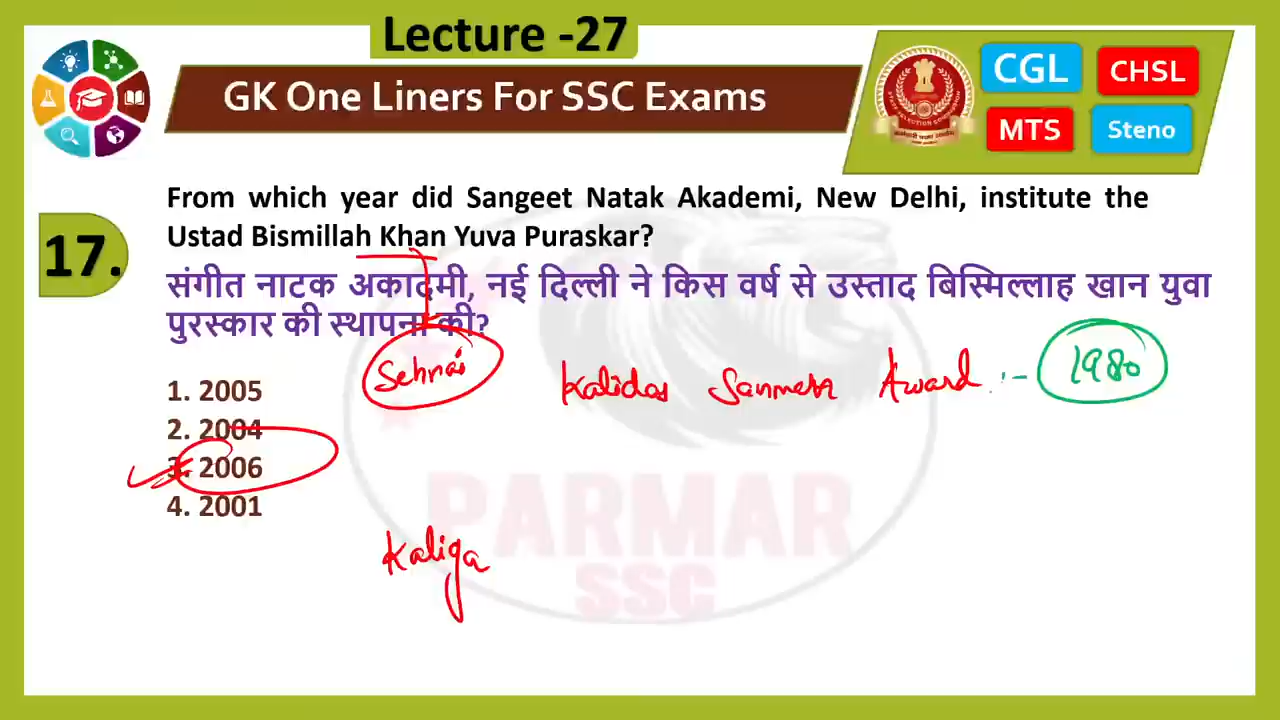 Lecture -27
GK One Liners For SSC Exams
CGL
CHSL
MTS
Steno
17.
From which year did Sangeet Natak Akademi, New Delhi, institute the
Ustad Bismillah Khan Yuva Puraskar?
संगीत नाटक अकादमी, नई दिल्ली ने किस वर्ष से उस्ताद बिस्मिल्लाह खान युवा
पुरस्कार की स्थापना की?
Sehnai
Kalidas Sanmam Award :- 1980
1. 2005
2. 2004
3. 2006
4. 2001
Kaliga
PARMAR
SSC